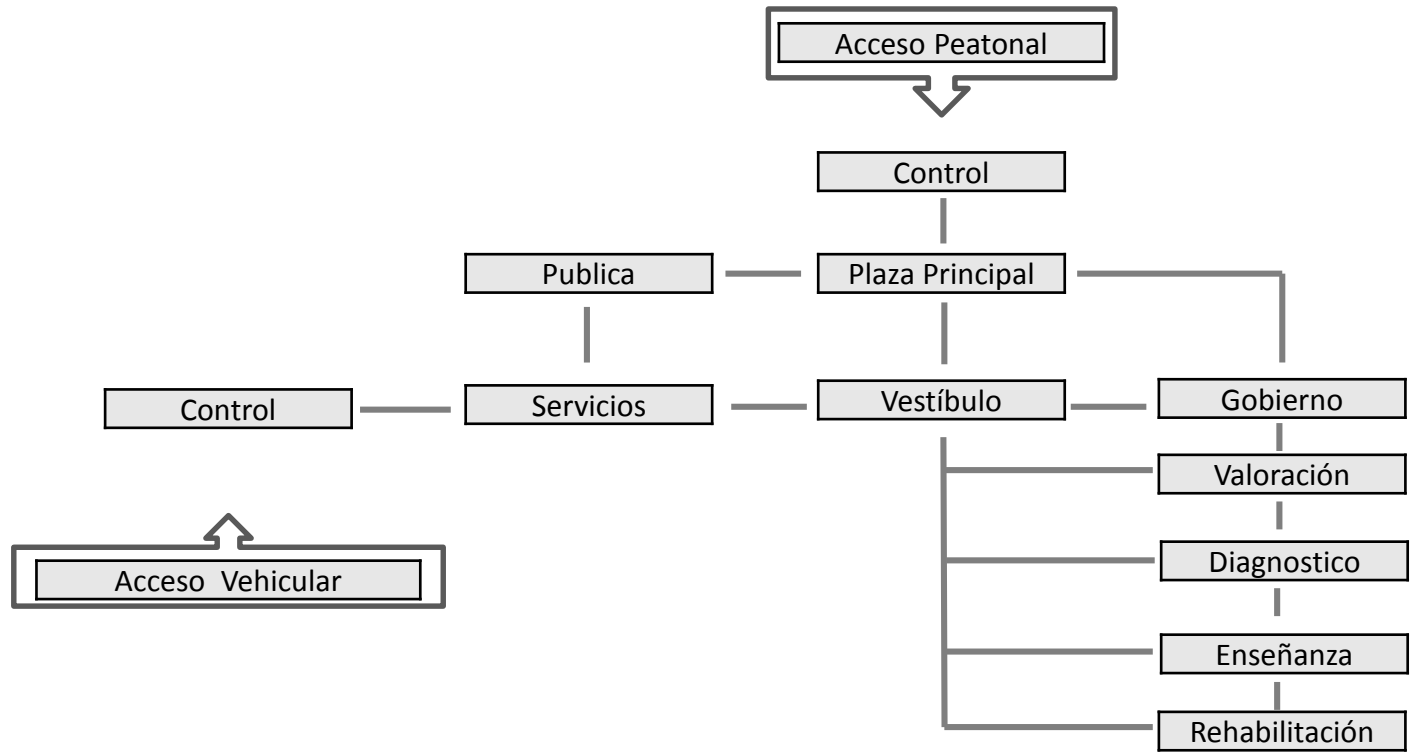 Acceso Peatonal
Control
Publica
Plaza Principal
Control
Servicios
Vestíbulo
Gobierno
Valoración
Acceso Vehicular
Diagnostico
Enseñanza
Rehabilitación